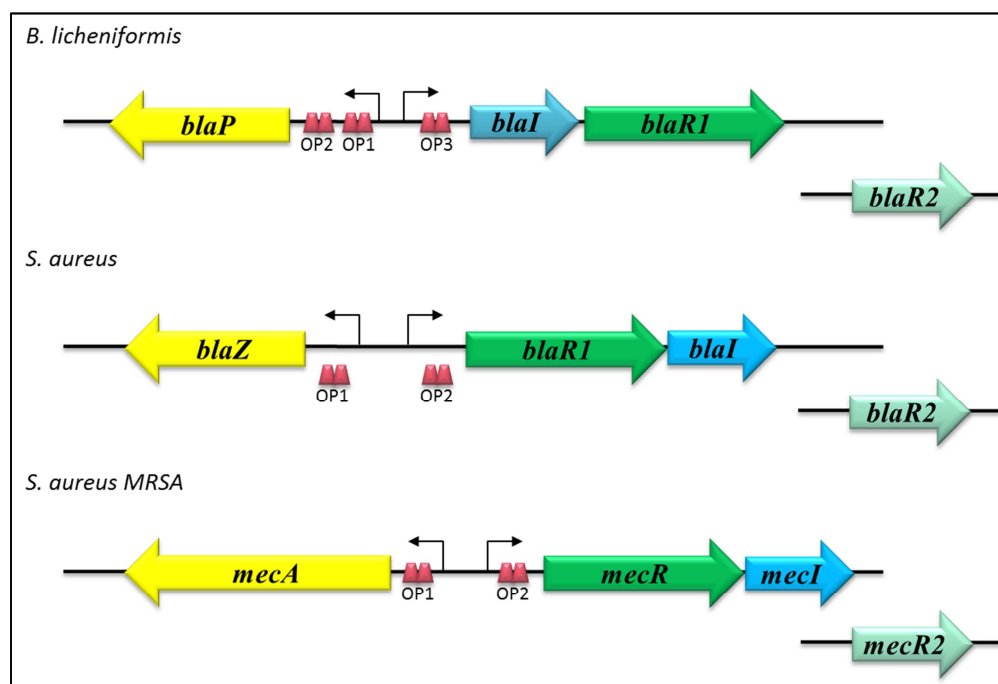 B. licheniformis
blaP
OP2
OP1
OP3
blaI
blaR1
blaR2
S. aureus
blaZ
OP1
OP2
blaR1
blaI
blaR2
S. aureus MRSA
mecA
OP1
OP2
mecR
mecI
mecR2